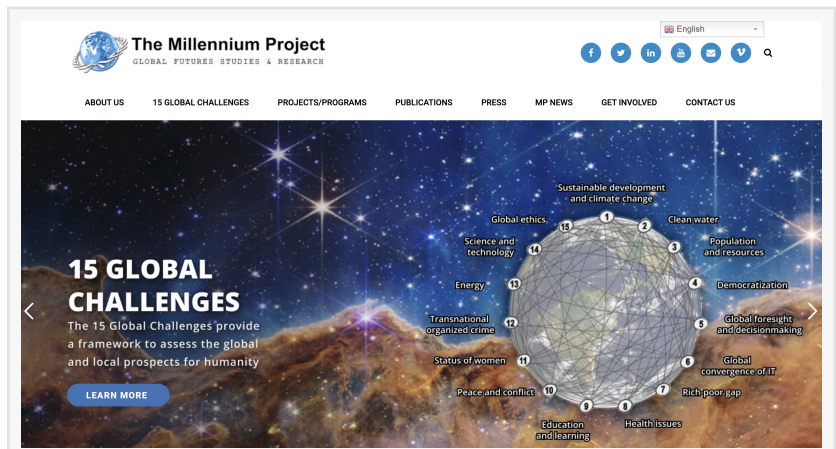 English
The Millennium Project
GLOBAL FUTURES STUDIES & RESEARCH
ABOUT US
15 GLOBAL CHALLENGES
PROJECTS/PROGRAMS
PUBLICATIONS
PRESS
MP NEWS
GET INVOLVED
CONTACT US
15 GLOBAL
CHALLENGES
The 15 Global Challenges provide
a framework to assess the global
and local prospects for humanity
LEARN MORE
Sustainable development
and climate change
1
Clean water
2
Population
and resources
3
Democratization
4
Global foresight
and decisionmaking
5
Global
convergence of IT
6
Rich-poor gap
7
Health issues
8
Education
and learning
9
Peace and conflict
10
Status of women
11
Transnational
organized crime
12
Energy
13
Science and
technology
14
Global ethics
15